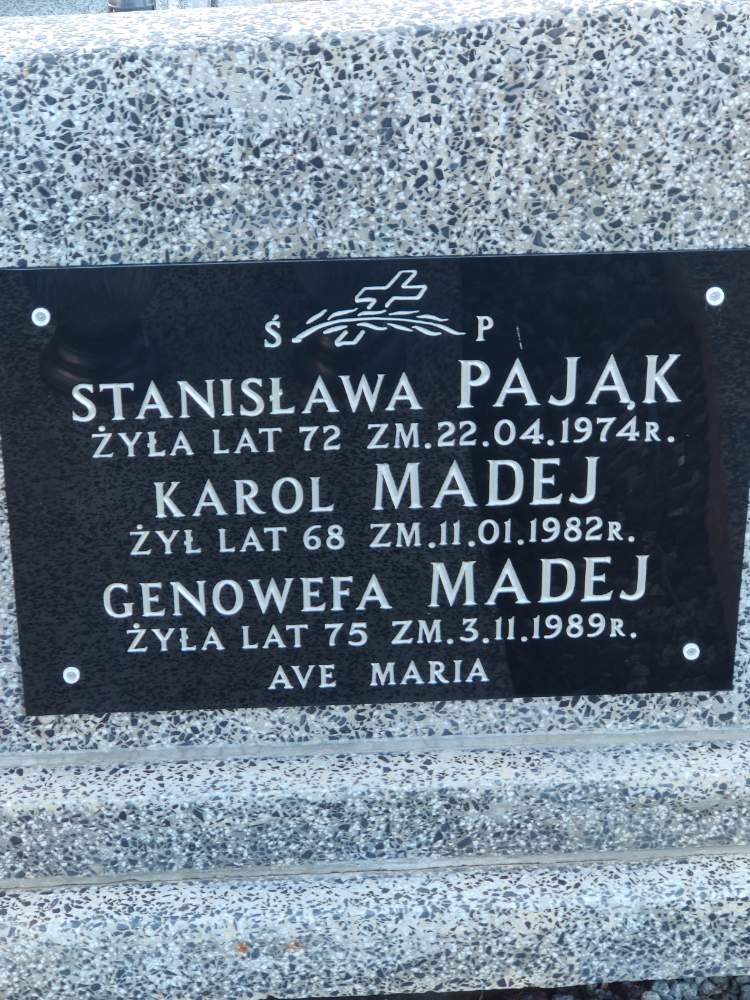 Ś P
STANISŁAWA PAJĄK
ŻYŁA LAT 72 ZM.22.04.1974R.
KAROL MADEJ
ŻYŁ LAT 68 ZM.11.01.1982R.
GENOWEFA MADEJ
ŻYŁA LAT 75 ZM.3.11.1989R.
AVE MARIA